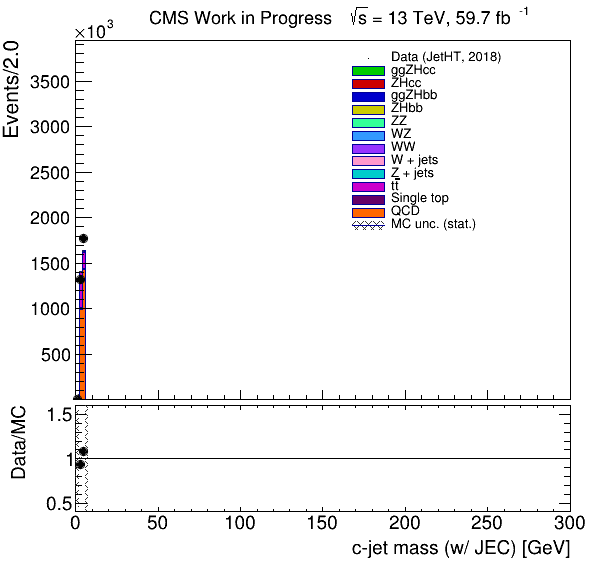 CMS Work in Progress √s = 13 TeV, 59.7 fb⁻¹
×10³
Events/2.0
3500
3000
2500
2000
1500
1000
500
Data (JetHT, 2018)
ggZHcc
ZHcc
ggZHbb
ZHbb
ZZ
WZ
WW
W + jets
Z + jets
tt̅
Single top
QCD
MC unc. (stat.)
Data/MC
1.5
1
0.5
0 50 100 150 200 250 300
c-jet mass (w/ JEC) [GeV]